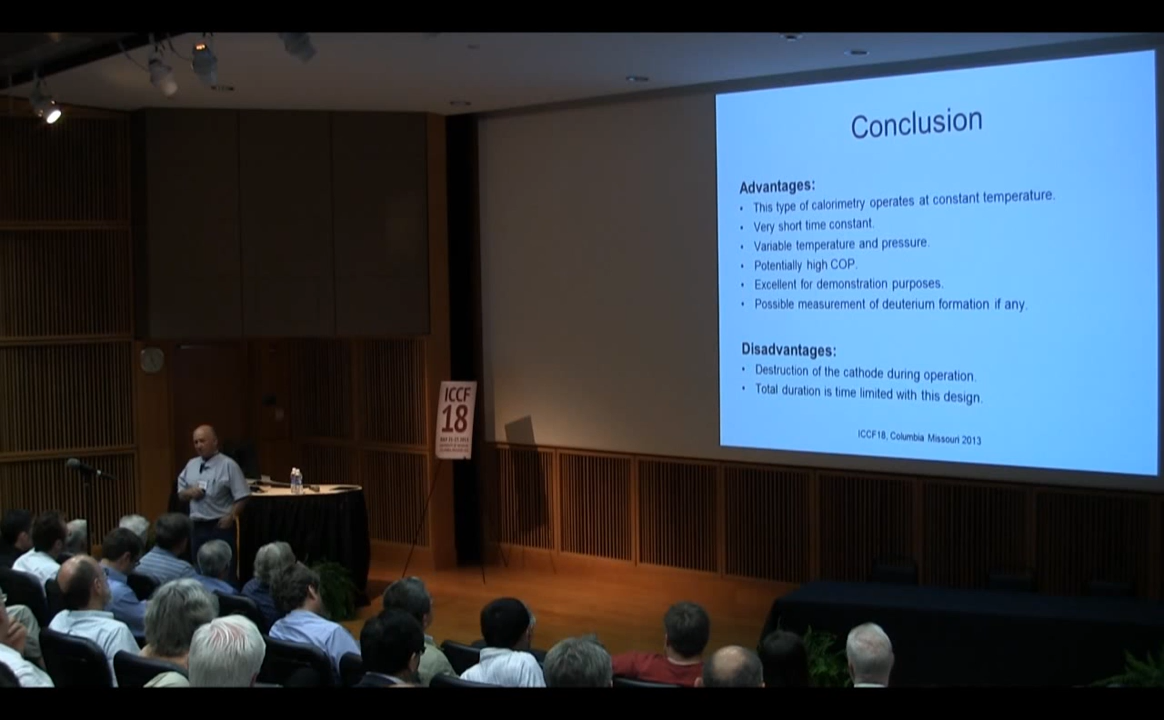 Conclusion
Advantages:
• This type of calorimetry operates at constant temperature.
• Very short time constant.
• Variable temperature and pressure.
• Potentially high COP.
• Excellent for demonstration purposes.
• Possible measurement of deuterium formation if any.
Disadvantages:
• Destruction of the cathode during operation.
• Total duration is time limited with this design.
ICCF18, Columbia Missouri 2013
ICCF
18